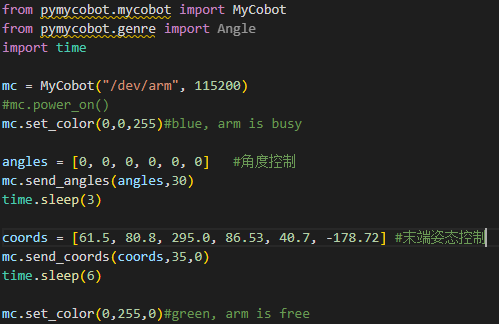 from pymycobot.mycobot import MyCobot
from pymycobot.genre import Angle
import time
mc = MyCobot("/dev/arm", 115200)
#mc.power_on()
mc.set_color(0,0,255)#blue, arm is busy
angles = [0, 0, 0, 0, 0, 0]   #角度控制
mc.send_angles(angles,30)
time.sleep(3)
coords = [61.5, 80.8, 295.0, 86.53, 40.7, -178.72] #末端姿态控制
mc.send_coords(coords,35,0)
time.sleep(6)
mc.set_color(0,255,0)#green, arm is free